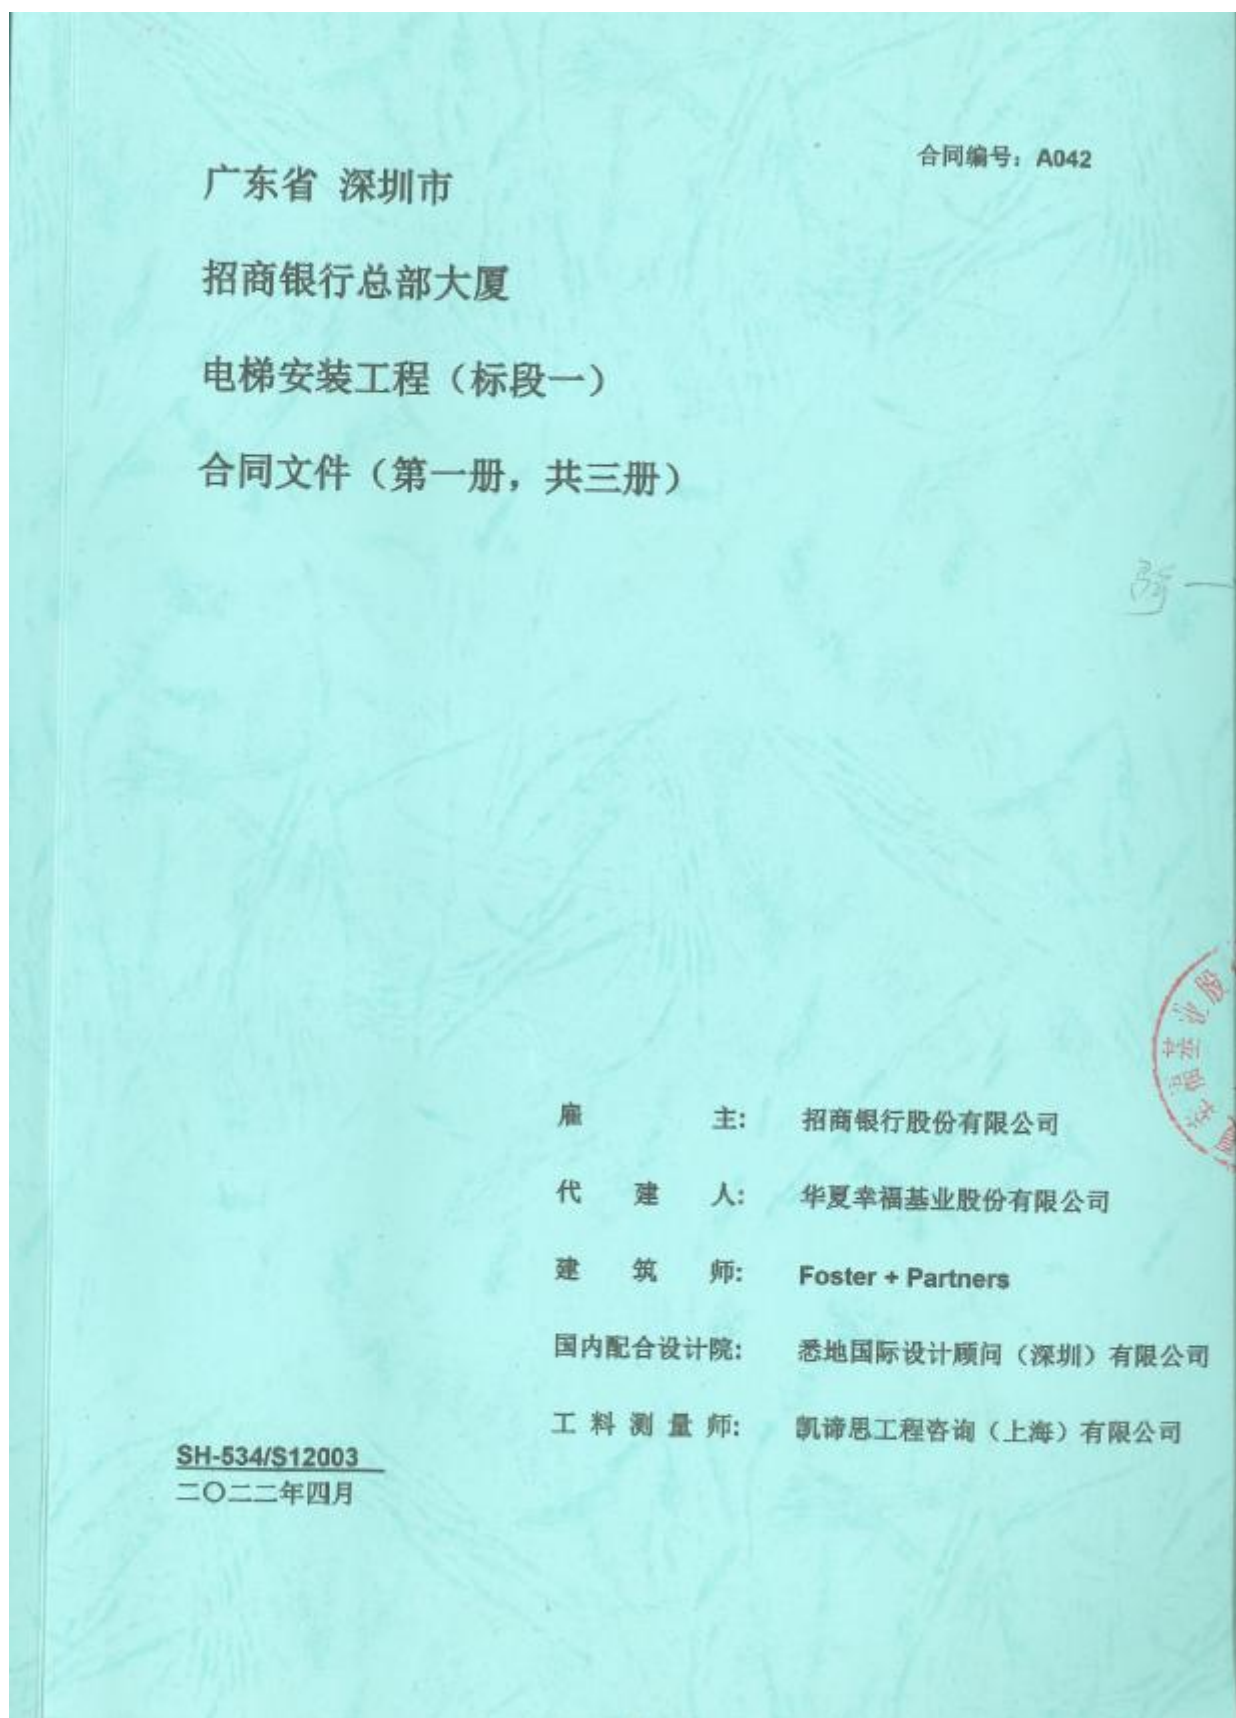 合同编号：A042
广东省 深圳市
招商银行总部大厦
电梯安装工程（标段一）
合同文件（第一册，共三册）
雇 主: 招商银行股份有限公司
代 建 人: 华夏幸福基业股份有限公司
建 筑 师: Foster + Partners
国内配合设计院: 悉地国际设计顾问（深圳）有限公司
工 料 测 量 师: 凯谛思工程咨询（上海）有限公司
SH-534/S12003
二〇二二年四月
福基业股